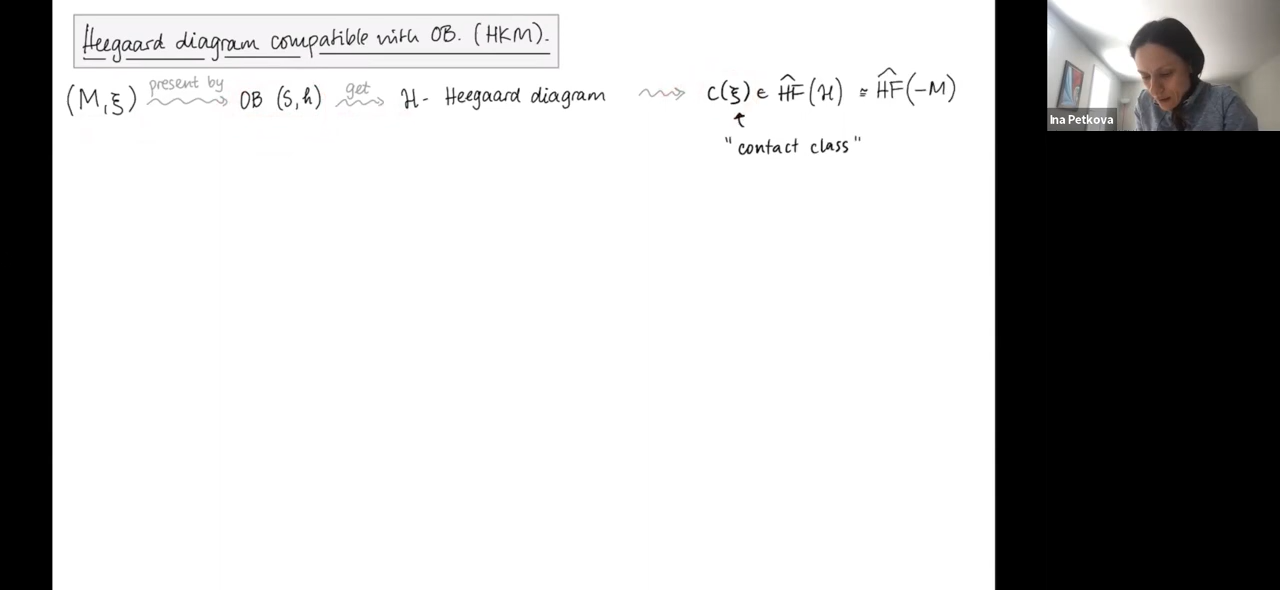 Heegaard diagram compatible with OB. (HKM).
(M,ξ) present by OB (S,h) get H - Heegaard diagram c(ξ) ∈ ĤF(H) ≅ ĤF(-M)
"contact class"
Ina Petkova